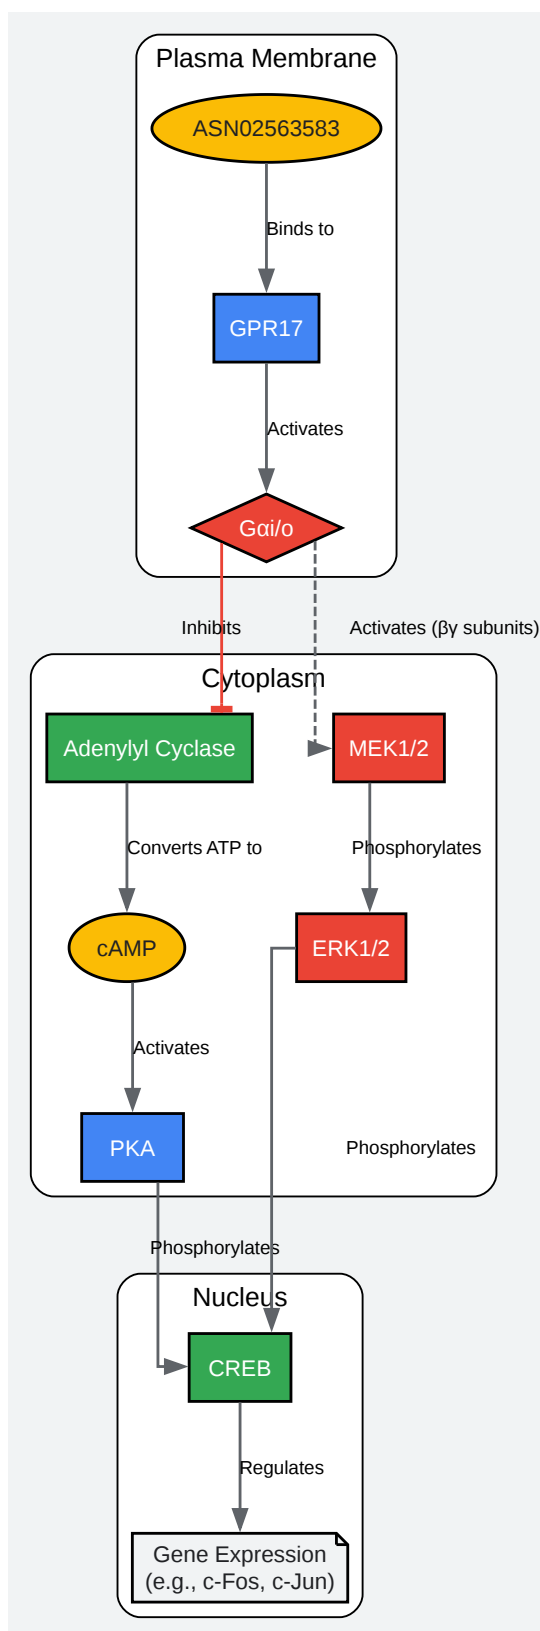 Plasma Membrane
ASN02563583
Binds to
GPR17
Activates
Gαi/o
Inhibits
Activates (βγ subunits)
Cytoplasm
Adenylyl Cyclase
MEK1/2
Converts ATP to
Phosphorylates
cAMP
ERK1/2
Activates
PKA
Phosphorylates
Phosphorylates
Nucleus
CREB
Regulates
Gene Expression
(e.g., c-Fos, c-Jun)